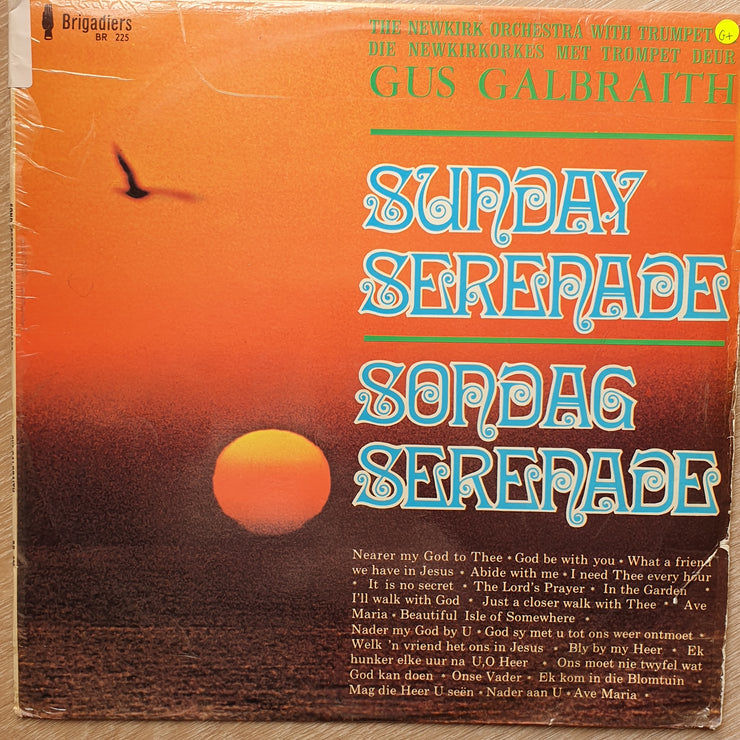 Brigadiers
BR 225
THE NEWKIRK ORCHESTRA WITH TRUMPET
G+
DIE NEWKIRKORKES MET TROMPET DEUR
GUS GALBRAITH
SUNDAY
SERENADE
SONDAG
SERENADE
Nearer my God to Thee • God be with you • What a friend
we have in Jesus • Abide with me • I need Thee every hour
• It is no secret • The Lord's Prayer • In the Garden •
I'll walk with God • Just a closer walk with Thee • Ave
Maria • Beautiful Isle of Somewhere •
Nader my God by U • God sy met u tot ons weer ontmoet •
Welk 'n vriend het ons in Jesus • Bly by my Heer • Ek
hunker elke uur na U,O Heer • Ons moet nie twyfel wat
God kan doen • Onse Vader • Ek kom in die Blomtuin •
Mag die Heer U seën • Nader aan U • Ave Maria •